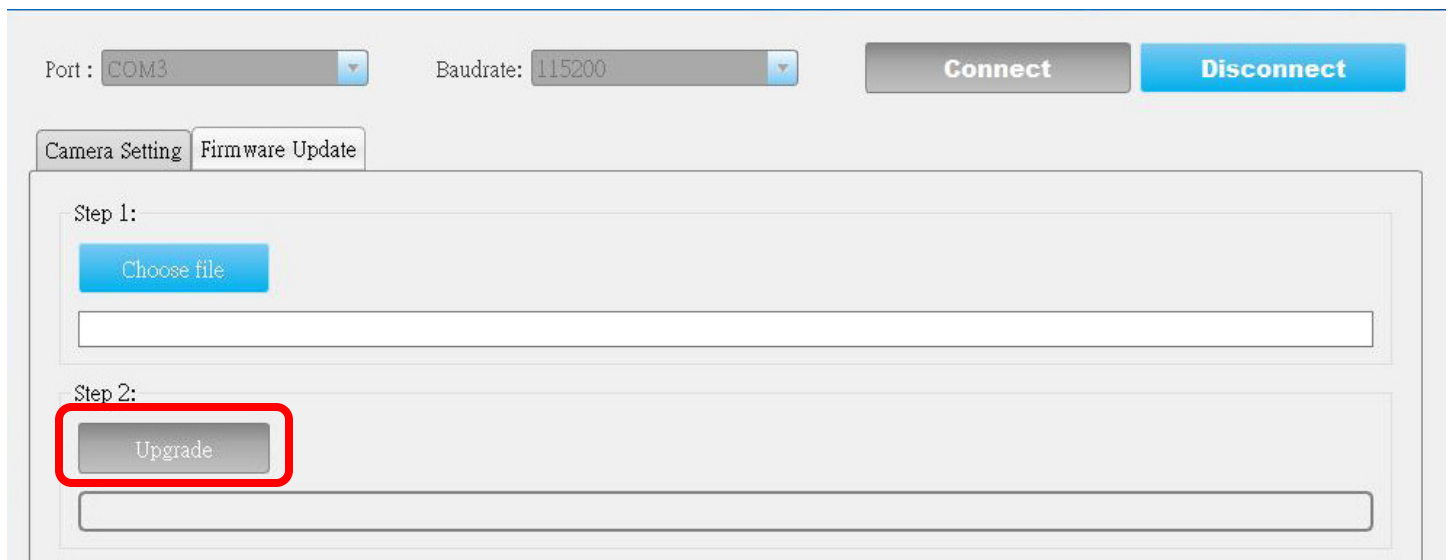 Port : COM3 Baudrate: 115200 Connect Disconnect
Camera Setting Firmware Update
Step 1:
Choose file
Step 2:
Upgrade